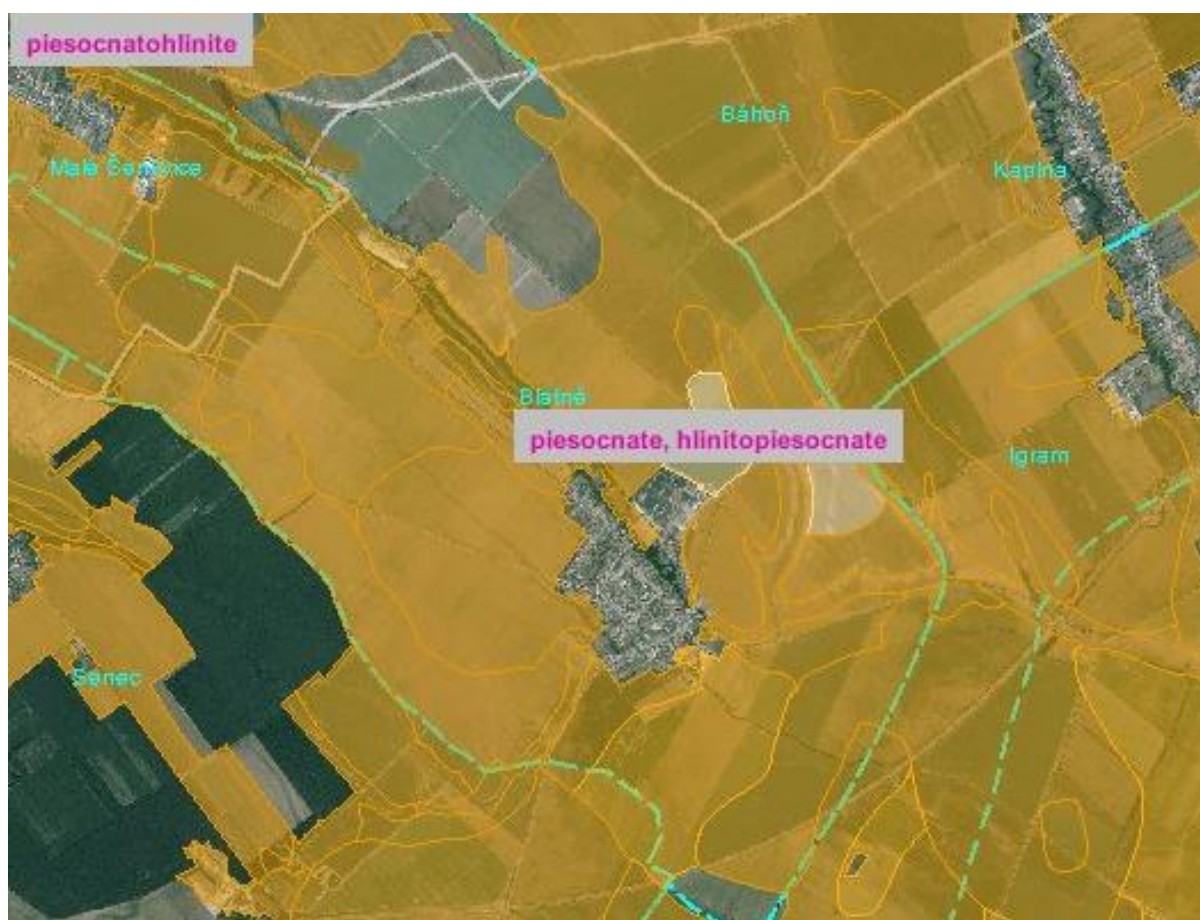 piesocnatohlinite
Báhoň
Kaplna
Blatné
piesocnate, hlinitopiesocnate
Igram
Senec